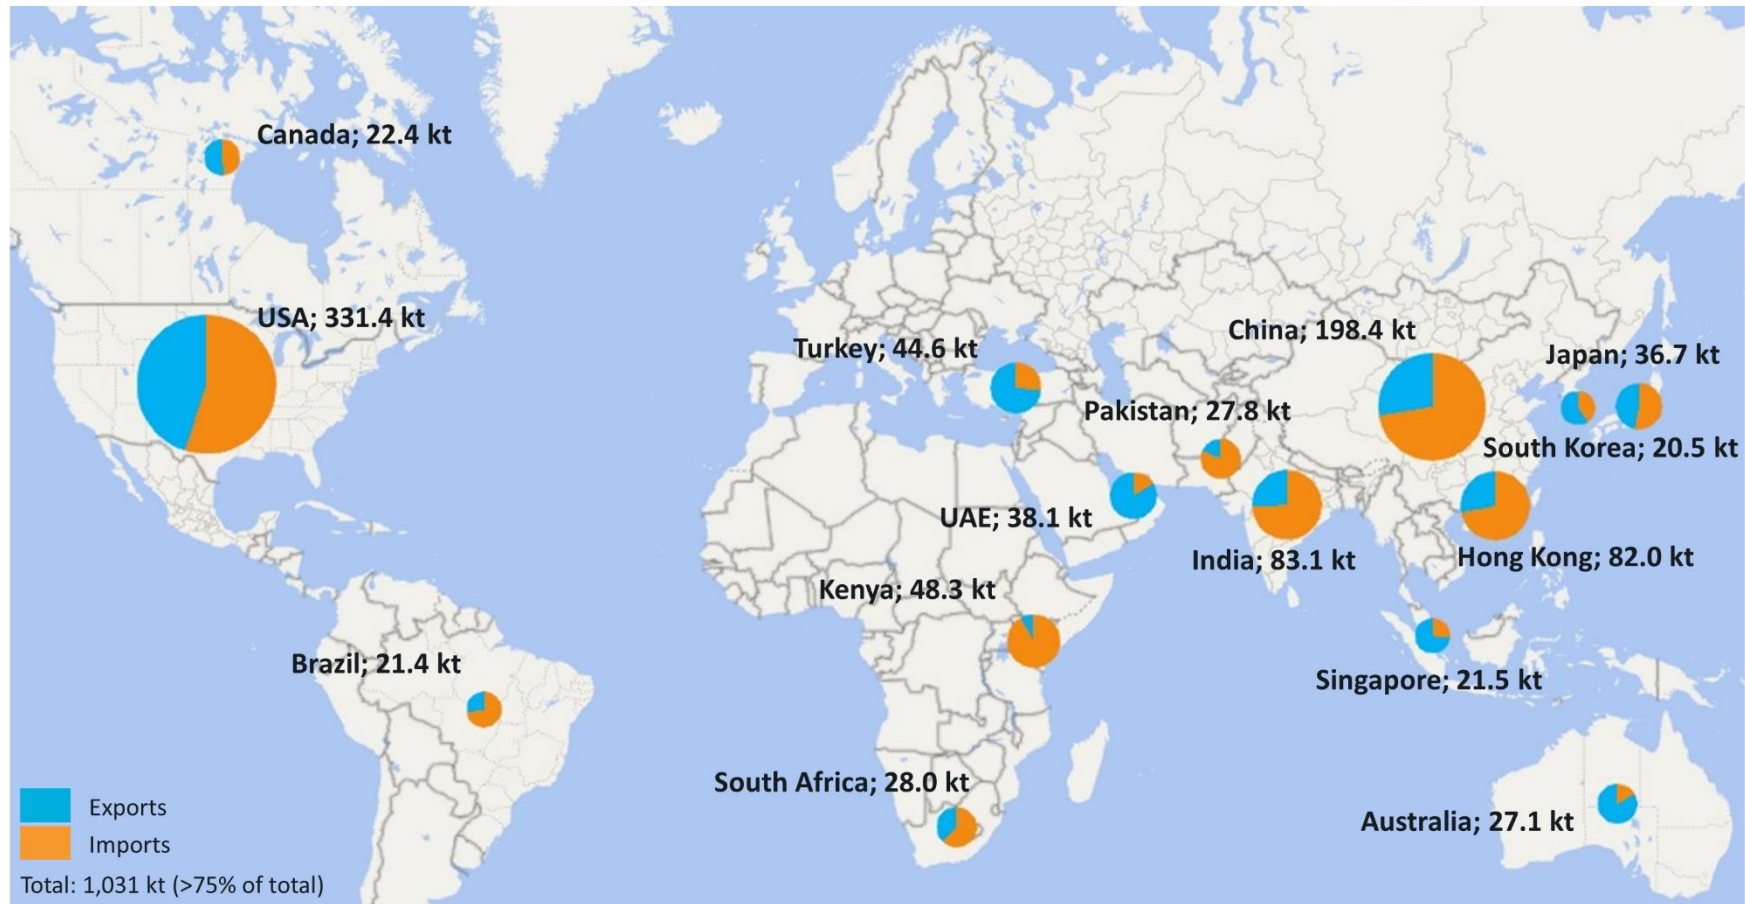 Canada; 22.4 kt
USA; 331.4 kt
China; 198.4 kt
Turkey; 44.6 kt
Japan; 36.7 kt
Pakistan; 27.8 kt
South Korea; 20.5 kt
UAE; 38.1 kt
India; 83.1 kt
Hong Kong; 82.0 kt
Kenya; 48.3 kt
Brazil; 21.4 kt
Singapore; 21.5 kt
South Africa; 28.0 kt
Australia; 27.1 kt
Exports
Imports
Total: 1,031 kt (>75% of total)